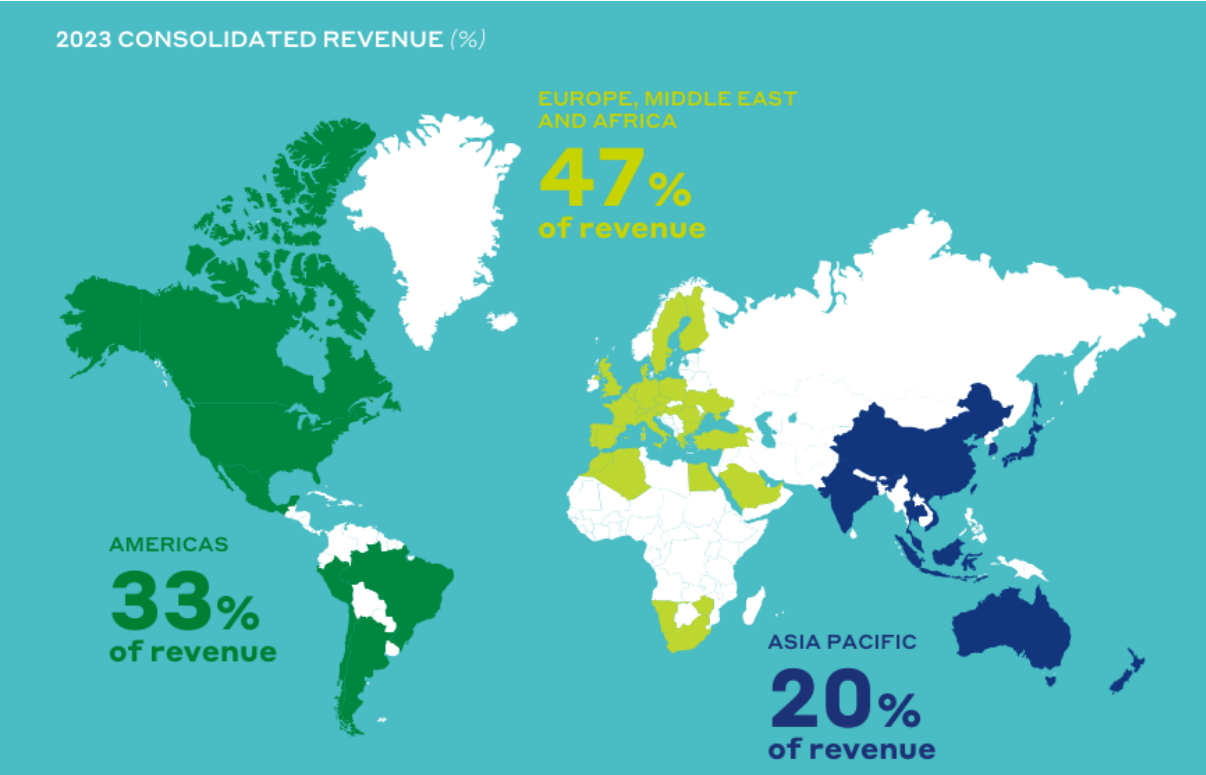 2023 CONSOLIDATED REVENUE (%)
EUROPE, MIDDLE EAST
AND AFRICA
47%
of revenue
AMERICAS
33%
of revenue
ASIA PACIFIC
20%
of revenue